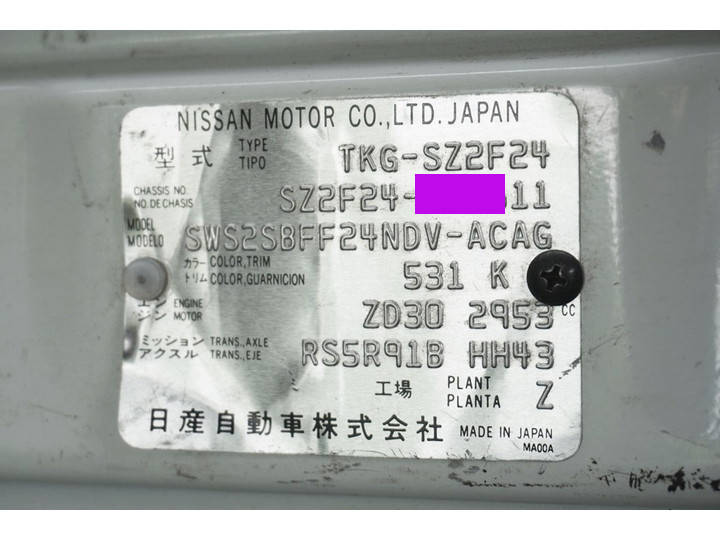 NISSAN MOTOR CO.,LTD. JAPAN
型式 TYPE TIPO TKG-SZ2F24
CHASSIS NO. NO. DE CHASIS SZ2F24- 11
MODEL MODELO SWS2SBFF24NDV-ACAG
カラー COLOR,TRIM
トリム COLOR,GUARNICION 531 K
エンジン ENGINE MOTOR ZD30 2953 CC
ミッション TRANS.,AXLE
アクスル TRANS.,EJE RS5R91B HH43
工場 PLANT PLANTA Z
日産自動車株式会社 MADE IN JAPAN
MA00A